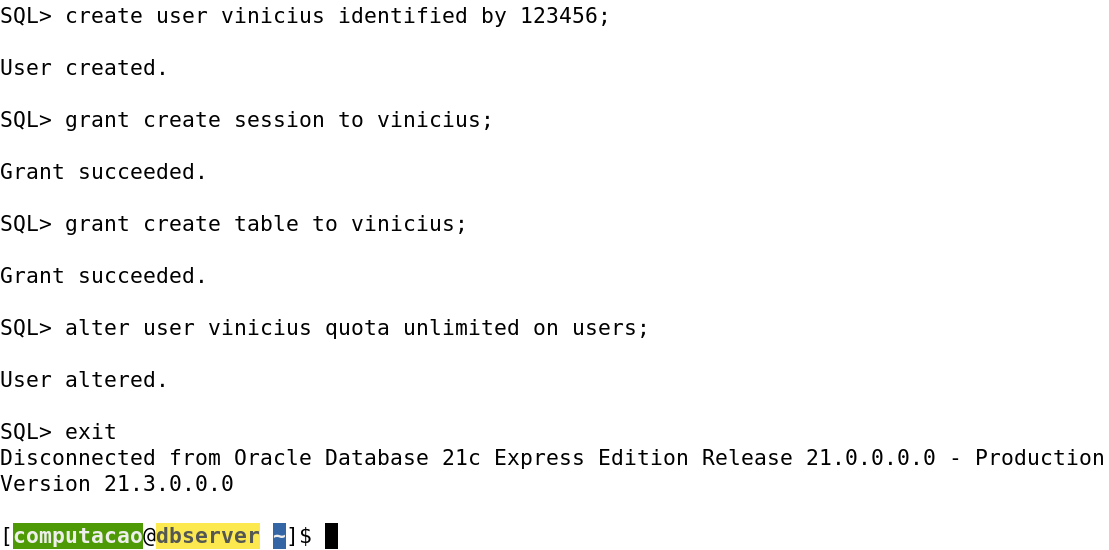 SQL> create user vinicius identified by 123456;
User created.
SQL> grant create session to vinicius;
Grant succeeded.
SQL> grant create table to vinicius;
Grant succeeded.
SQL> alter user vinicius quota unlimited on users;
User altered.
SQL> exit
Disconnected from Oracle Database 21c Express Edition Release 21.0.0.0.0 - Production
Version 21.3.0.0.0
[computacao@dbserver ~]$